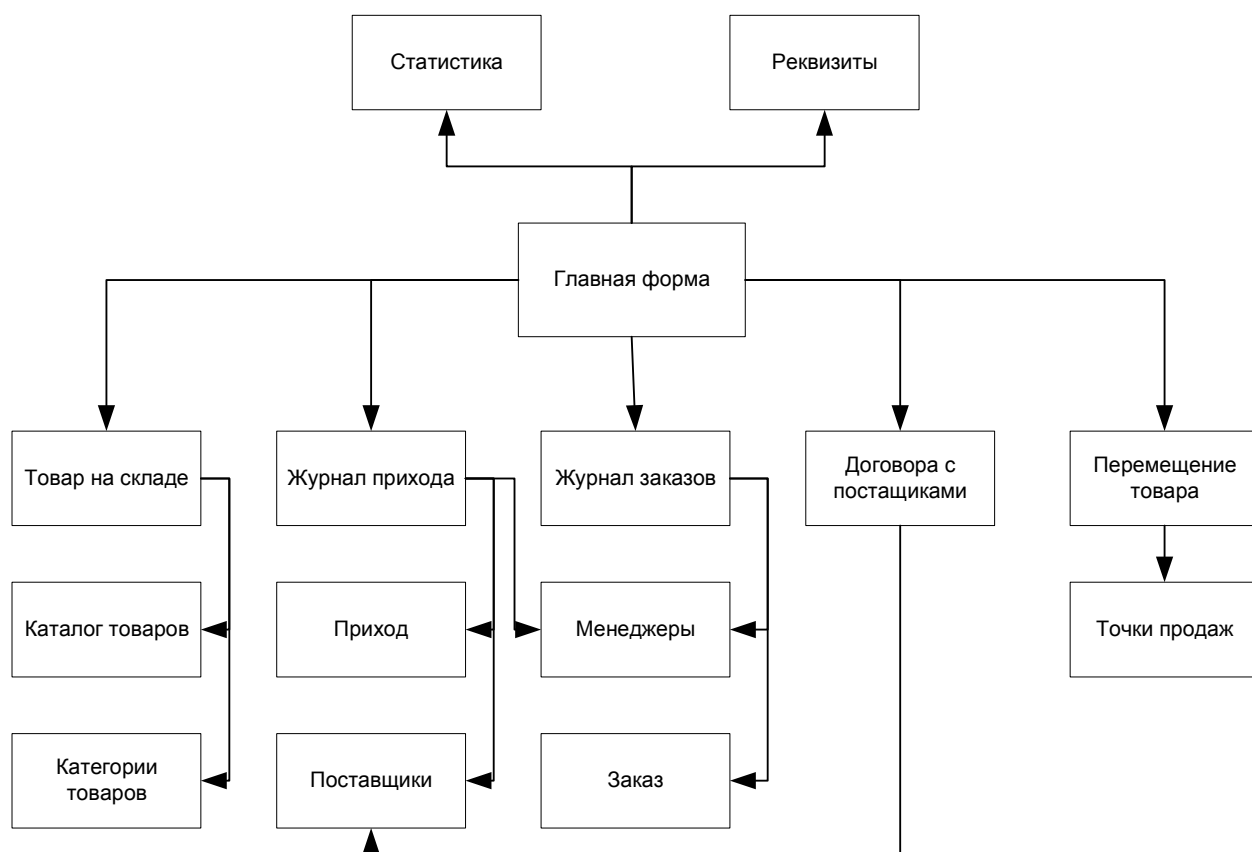 Статистика
Реквизиты
Главная форма
Товар на складе
Журнал прихода
Журнал заказов
Договора с
постащиками
Перемещение
товара
Каталог товаров
Приход
Менеджеры
Точки продаж
Категории
товаров
Поставщики
Заказ